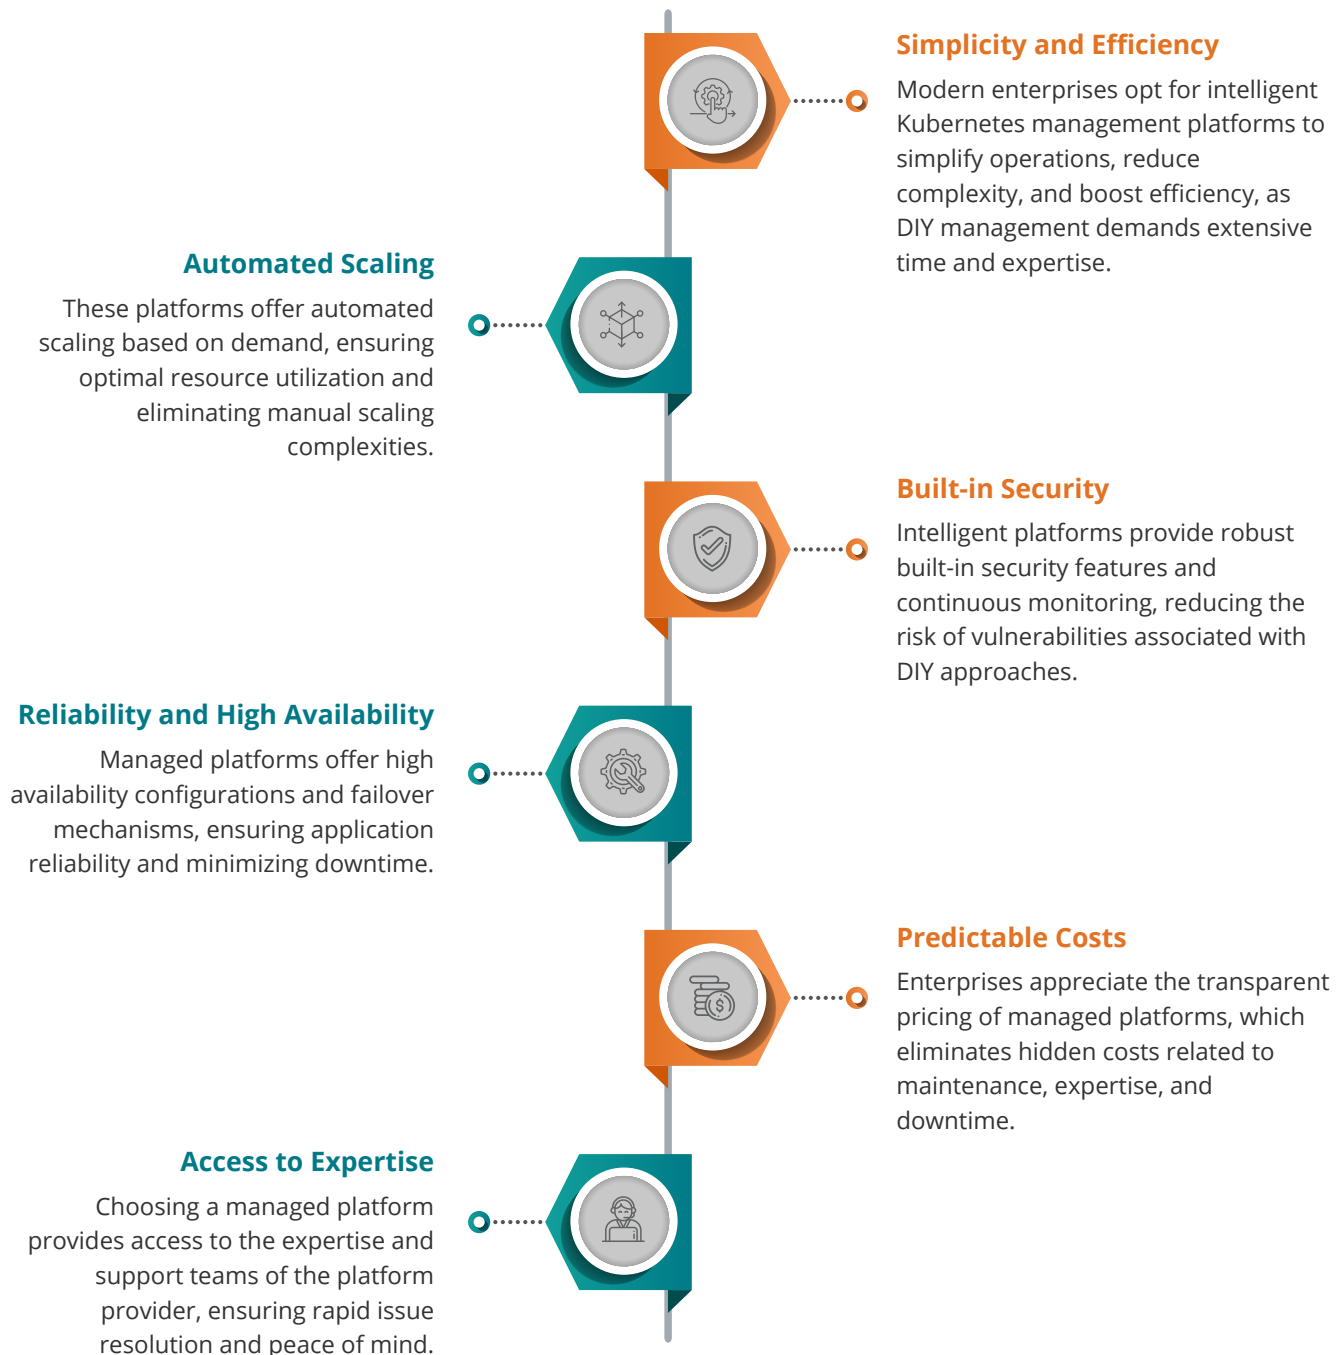 Simplicity and Efficiency
Modern enterprises opt for intelligent
Kubernetes management platforms to
simplify operations, reduce
complexity, and boost efficiency, as
DIY management demands extensive
time and expertise.
Automated Scaling
These platforms offer automated
scaling based on demand, ensuring
optimal resource utilization and
eliminating manual scaling
complexities.
Built-in Security
Intelligent platforms provide robust
built-in security features and
continuous monitoring, reducing the
risk of vulnerabilities associated with
DIY approaches.
Reliability and High Availability
Managed platforms offer high
availability configurations and failover
mechanisms, ensuring application
reliability and minimizing downtime.
Predictable Costs
Enterprises appreciate the transparent
pricing of managed platforms, which
eliminates hidden costs related to
maintenance, expertise, and
downtime.
Access to Expertise
Choosing a managed platform
provides access to the expertise and
support teams of the platform
provider, ensuring rapid issue
resolution and peace of mind.